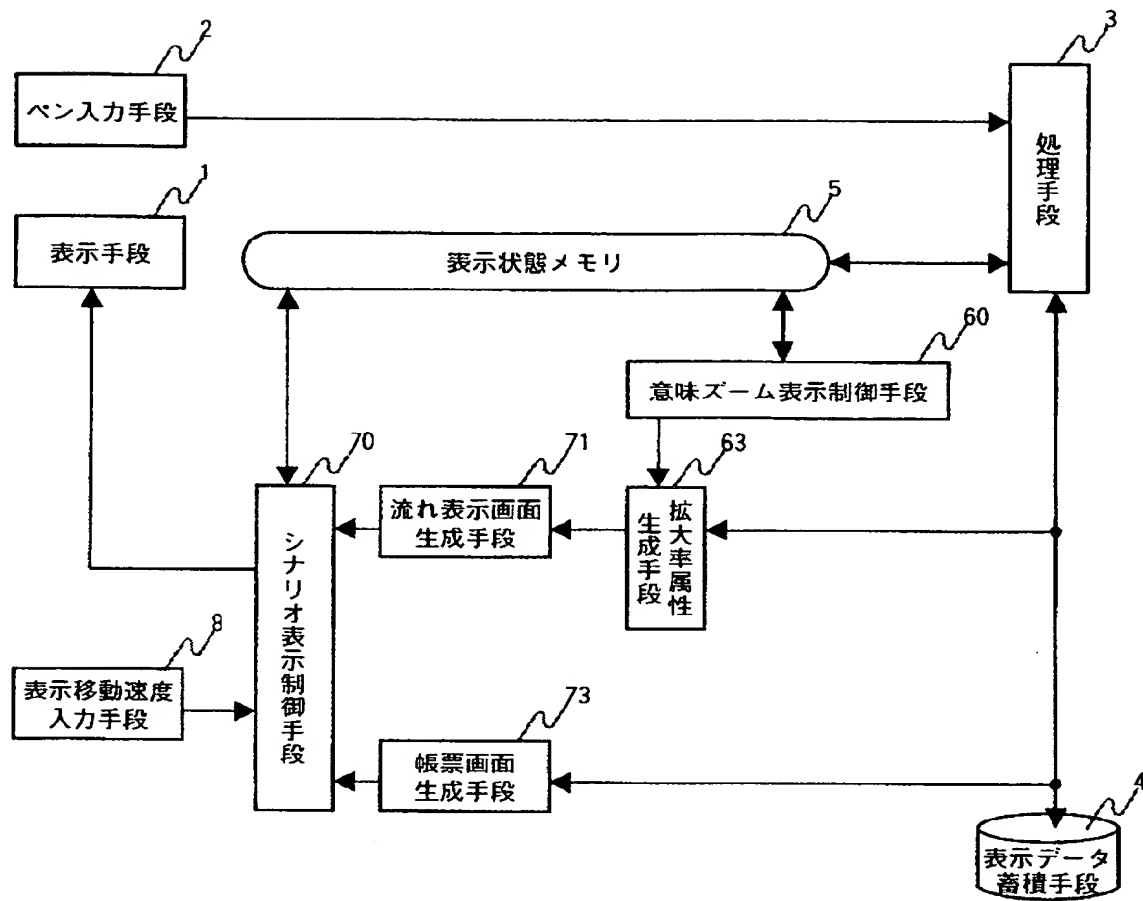 2
3
ペン入力手段
処理手段
1
表示手段
5
表示状態メモリ
60
意味ズーム表示制御手段
70
71
63
シナリオ表示制御手段
流れ表示画面
生成手段
拡大率属性
生成手段
8
表示移動速度
入力手段
73
帳票画面
生成手段
4
表示データ
蓄積手段